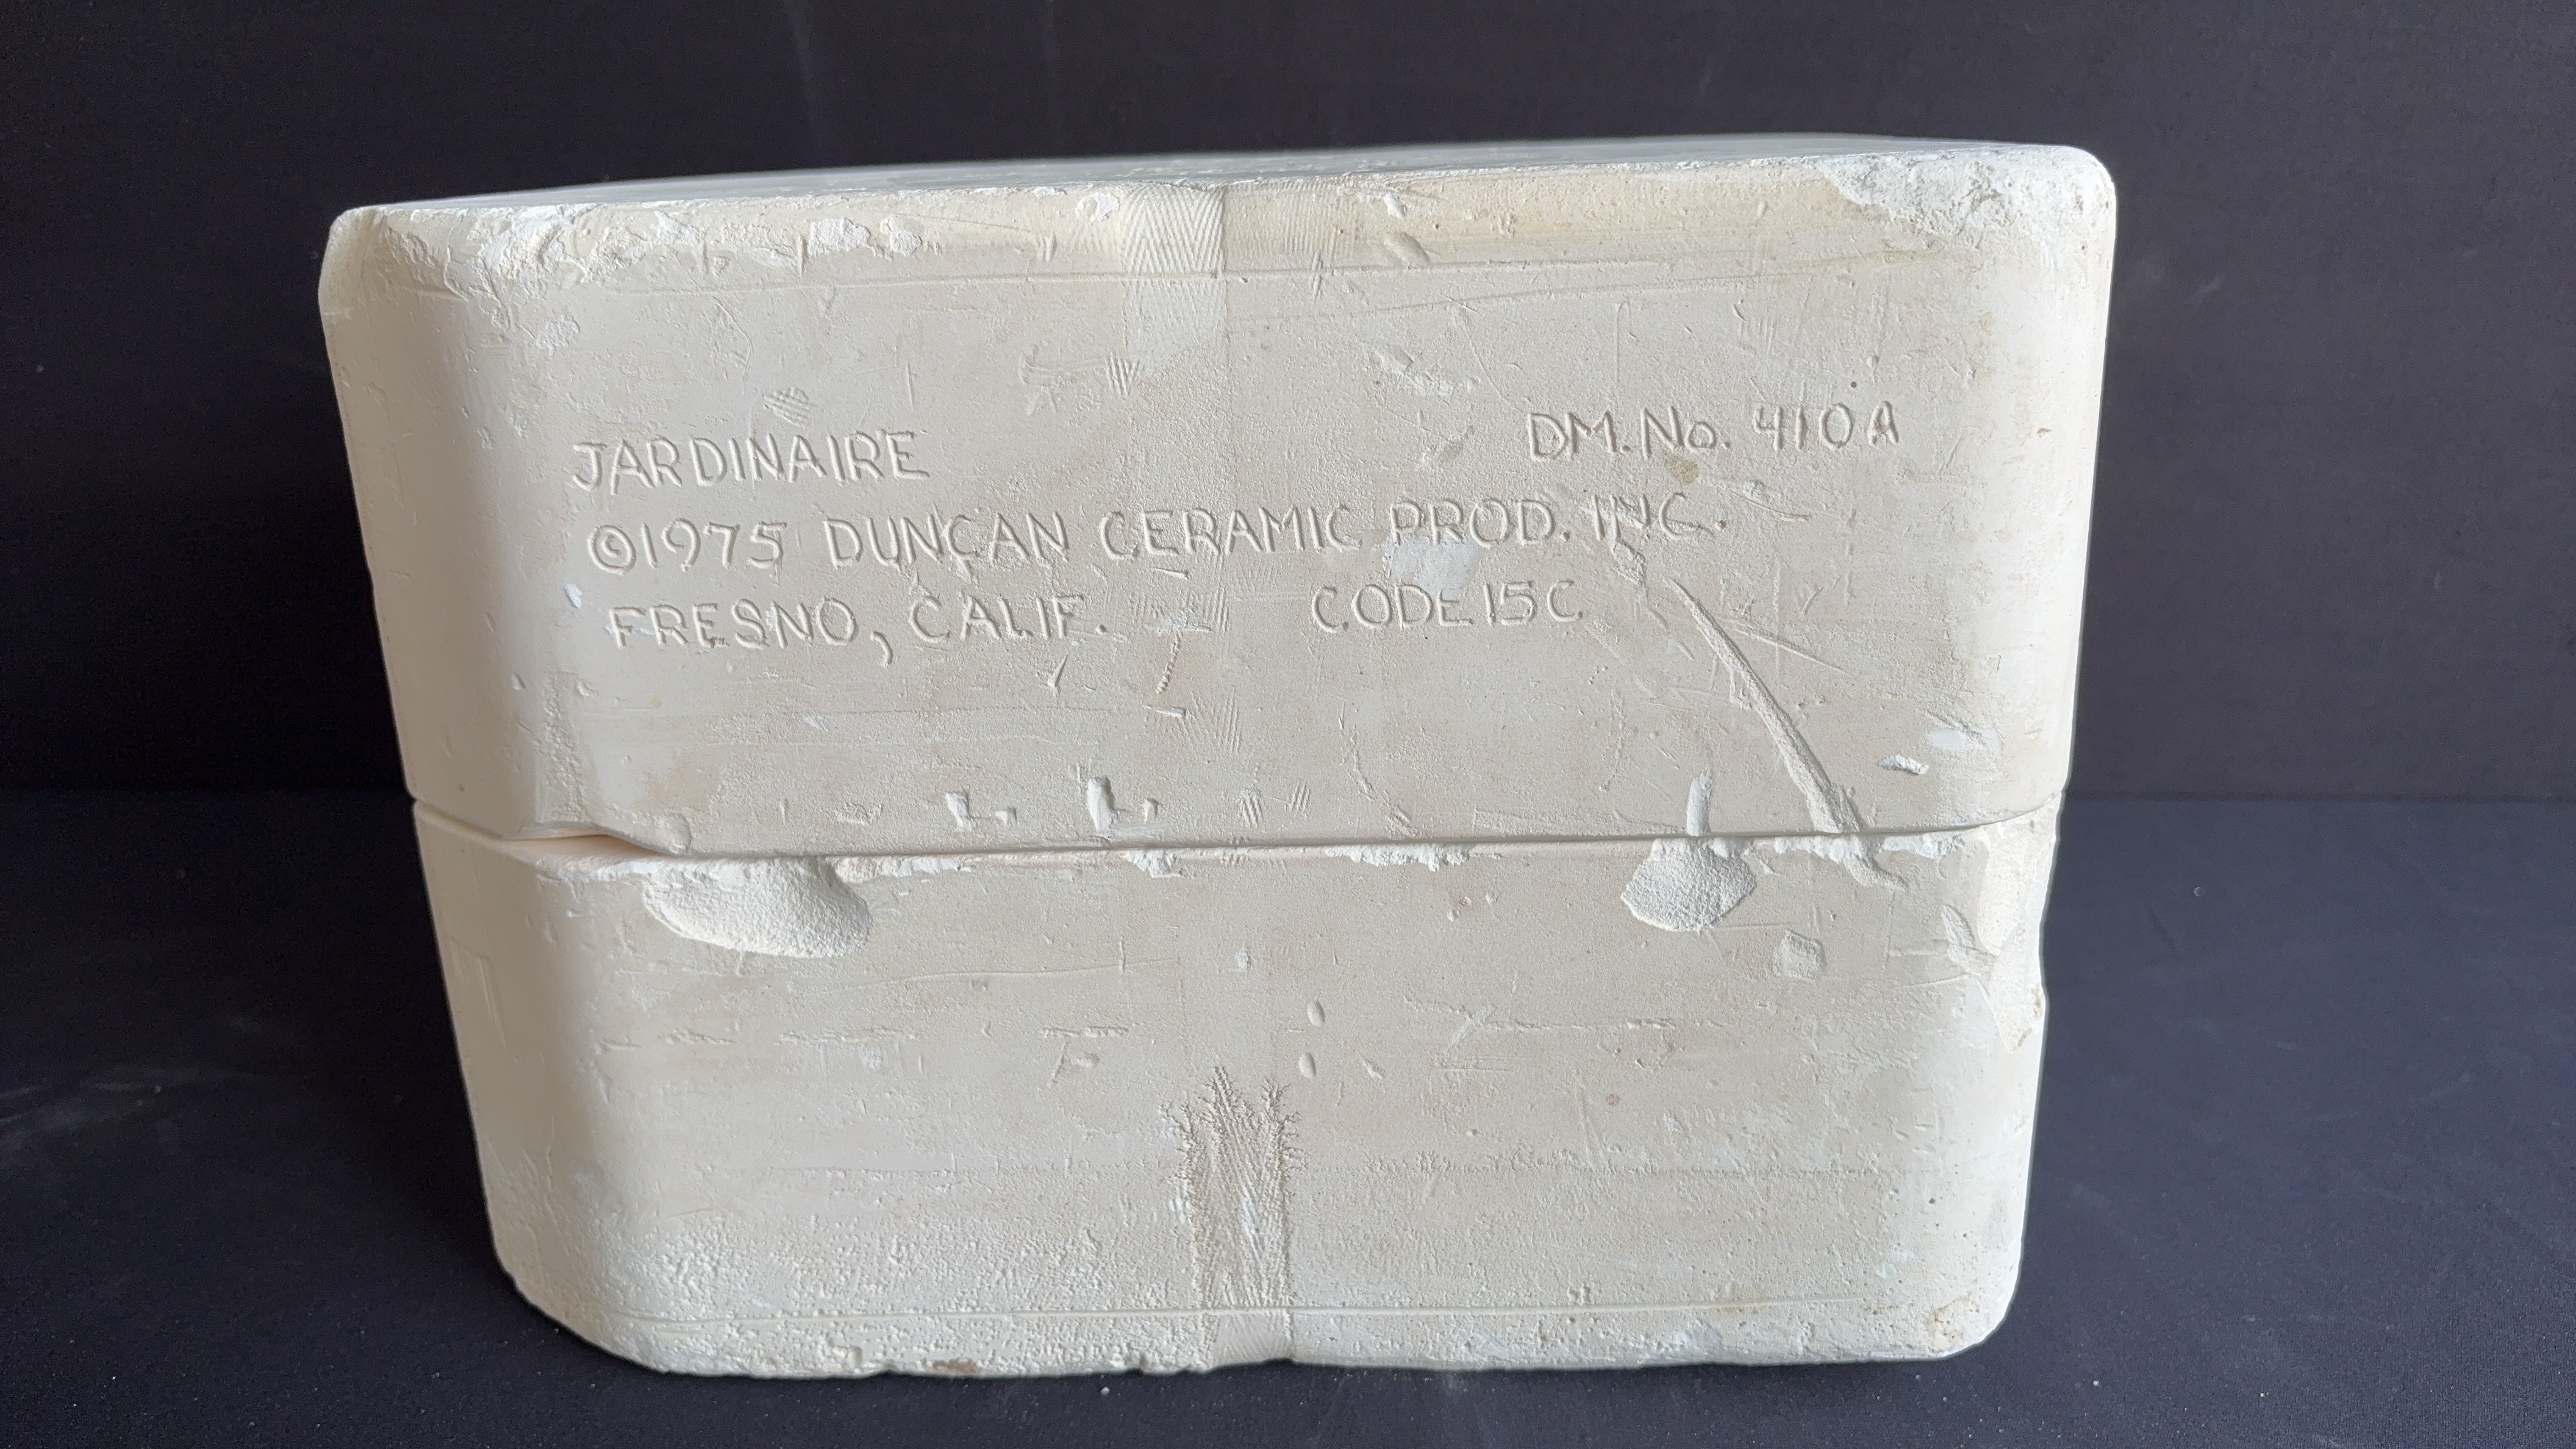 JARDINAIRE DM. No. 410A
©1975 DUNCAN CERAMIC PROD. INC.
FRESNO, CALIF. CODE 15C